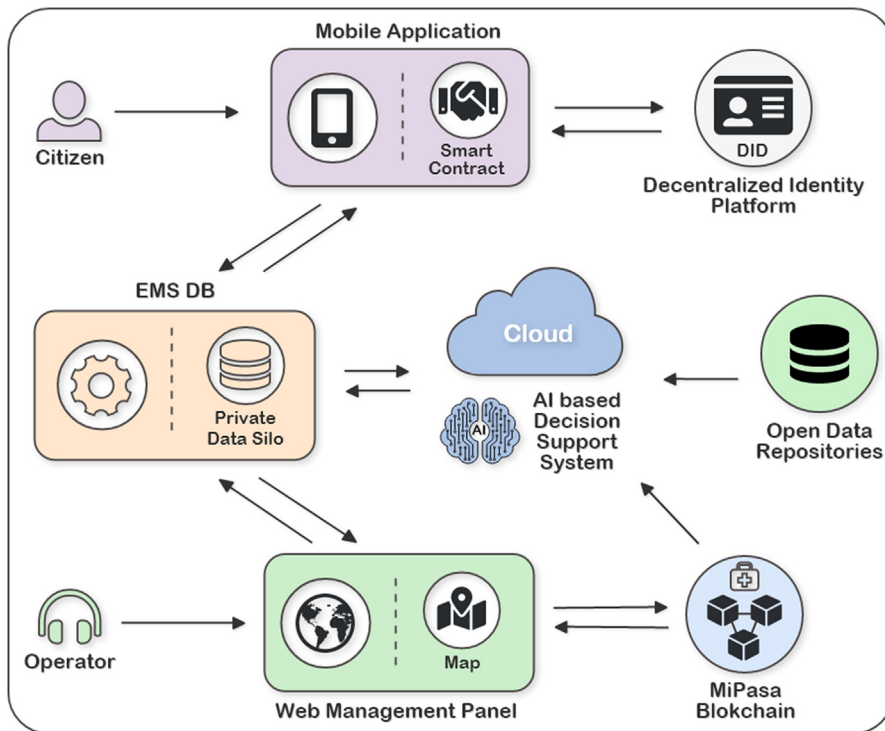 Mobile Application
Citizen
Smart
Contract
DID
Decentralized Identity
Platform
EMS DB
Private
Data Silo
Cloud
AI
AI based
Decision
Support
System
Open Data
Repositories
Operator
Map
Web Management Panel
MiPasa
Blokchain